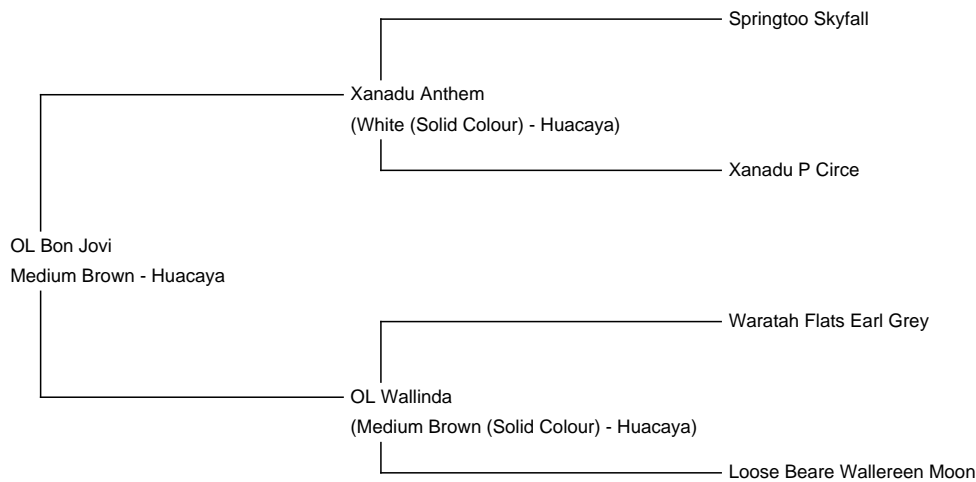 Springtoo Skyfall
Xanadu Anthem
(White (Solid Colour) - Huacaya)
Xanadu P Circe
OL Bon Jovi
Medium Brown - Huacaya
Waratah Flats Earl Grey
OL Wallinda
(Medium Brown (Solid Colour) - Huacaya)
Loose Beare Wallereen Moon